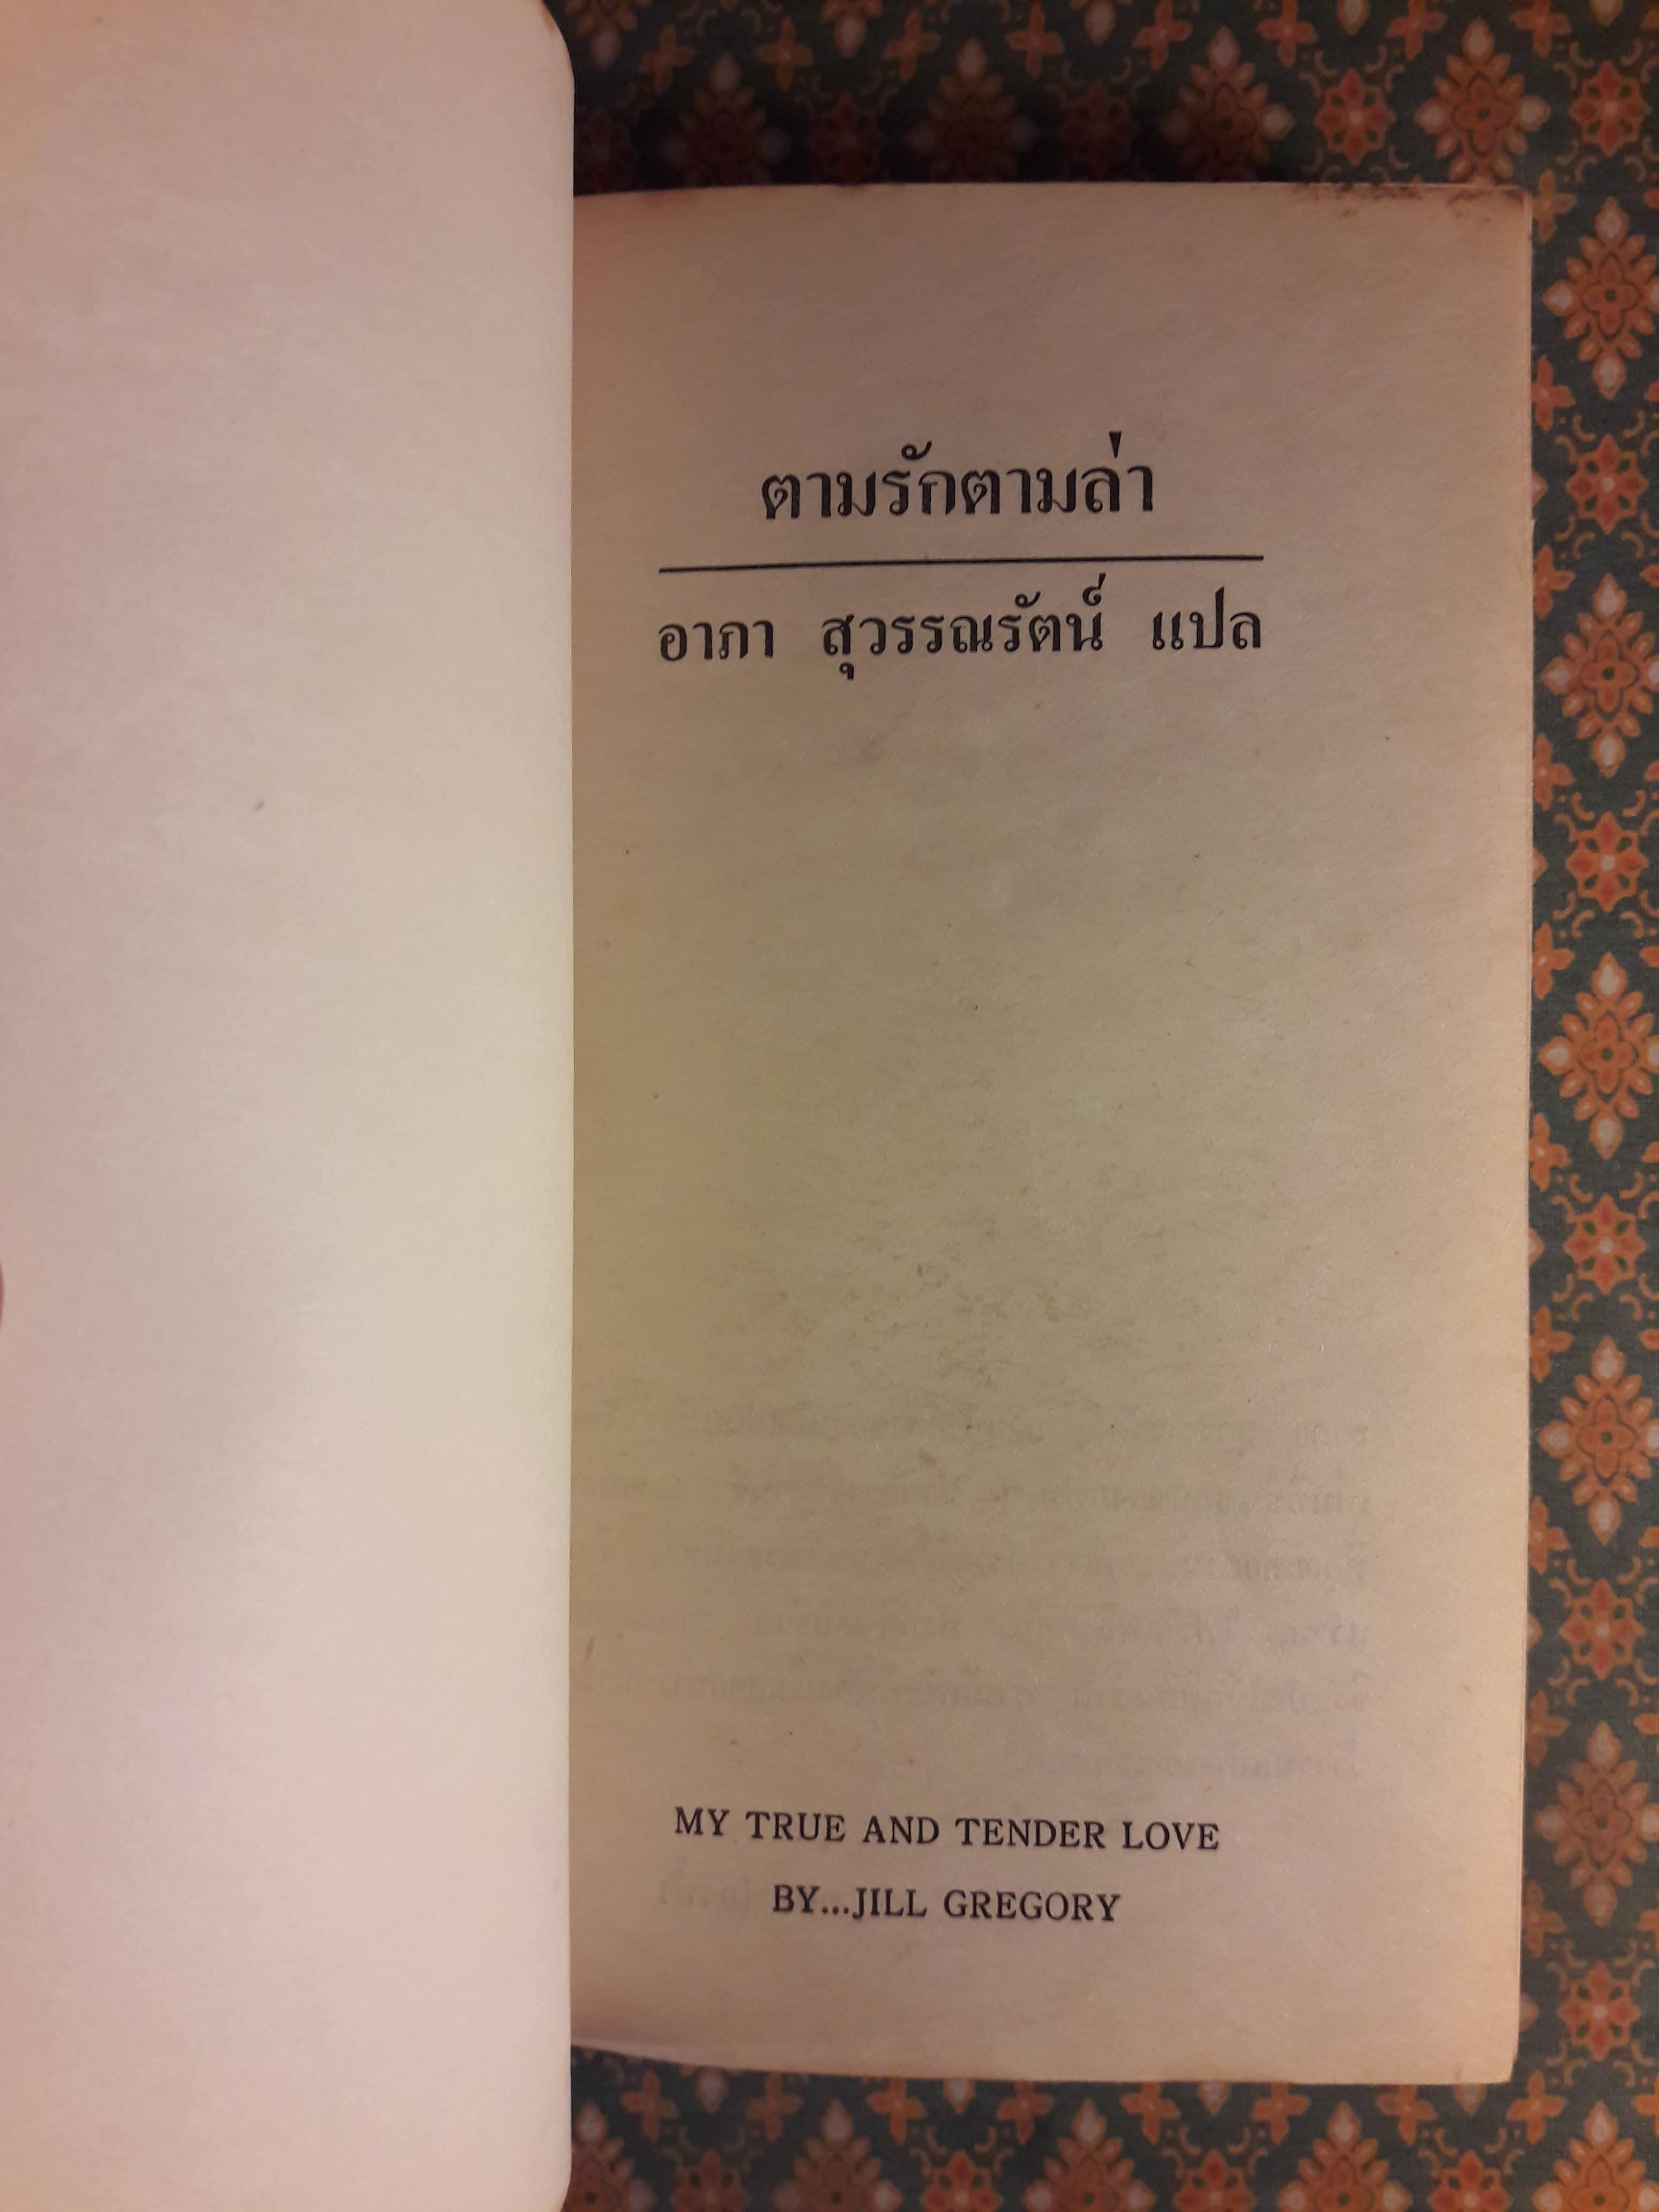 ตามรักตามล่า
อาภา สุวรรณรัตน์ แปล
MY TRUE AND TENDER LOVE
BY...JILL GREGORY